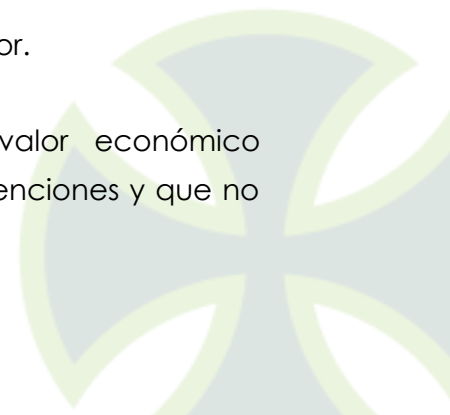 or.
valor económico
enciones y que no